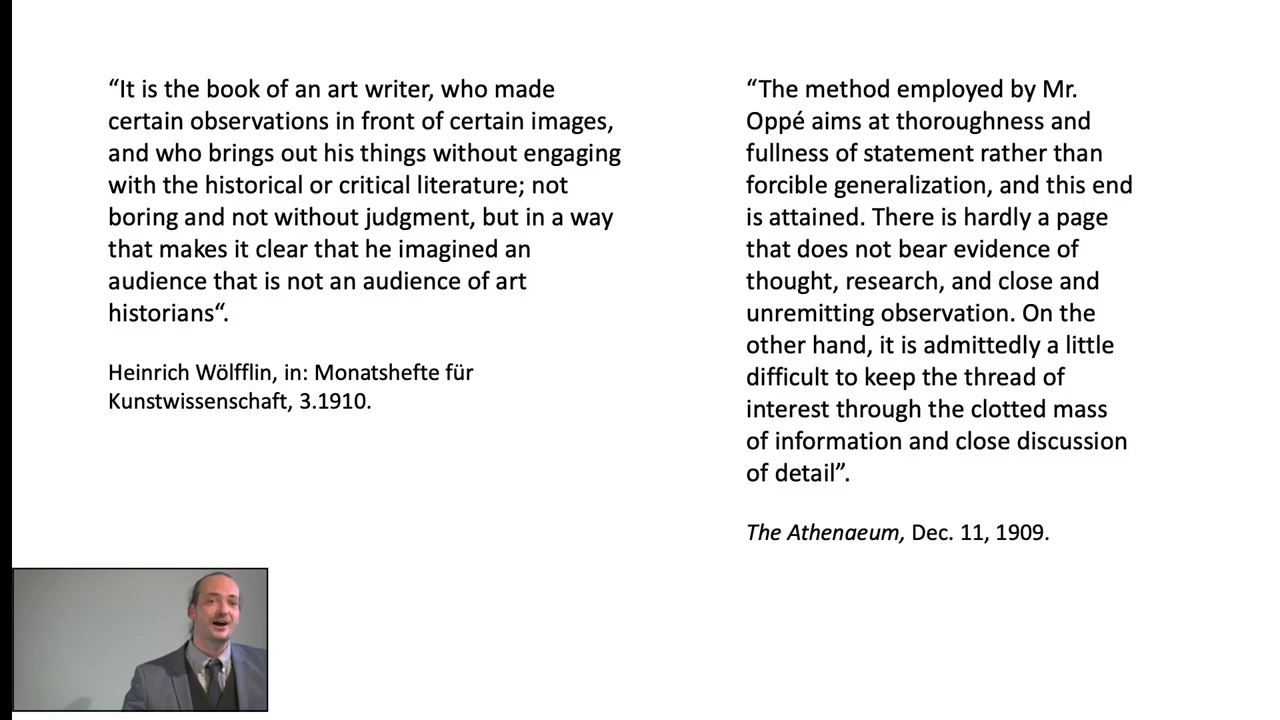 “It is the book of an art writer, who made
certain observations in front of certain images,
and who brings out his things without engaging
with the historical or critical literature; not
boring and not without judgment, but in a way
that makes it clear that he imagined an
audience that is not an audience of art
historians“.
Heinrich Wölfflin, in: Monatshefte für
Kunstwissenschaft, 3.1910.
“The method employed by Mr.
Oppé aims at thoroughness and
fullness of statement rather than
forcible generalization, and this end
is attained. There is hardly a page
that does not bear evidence of
thought, research, and close and
unremitting observation. On the
other hand, it is admittedly a little
difficult to keep the thread of
interest through the clotted mass
of information and close discussion
of detail”.
The Athenaeum, Dec. 11, 1909.